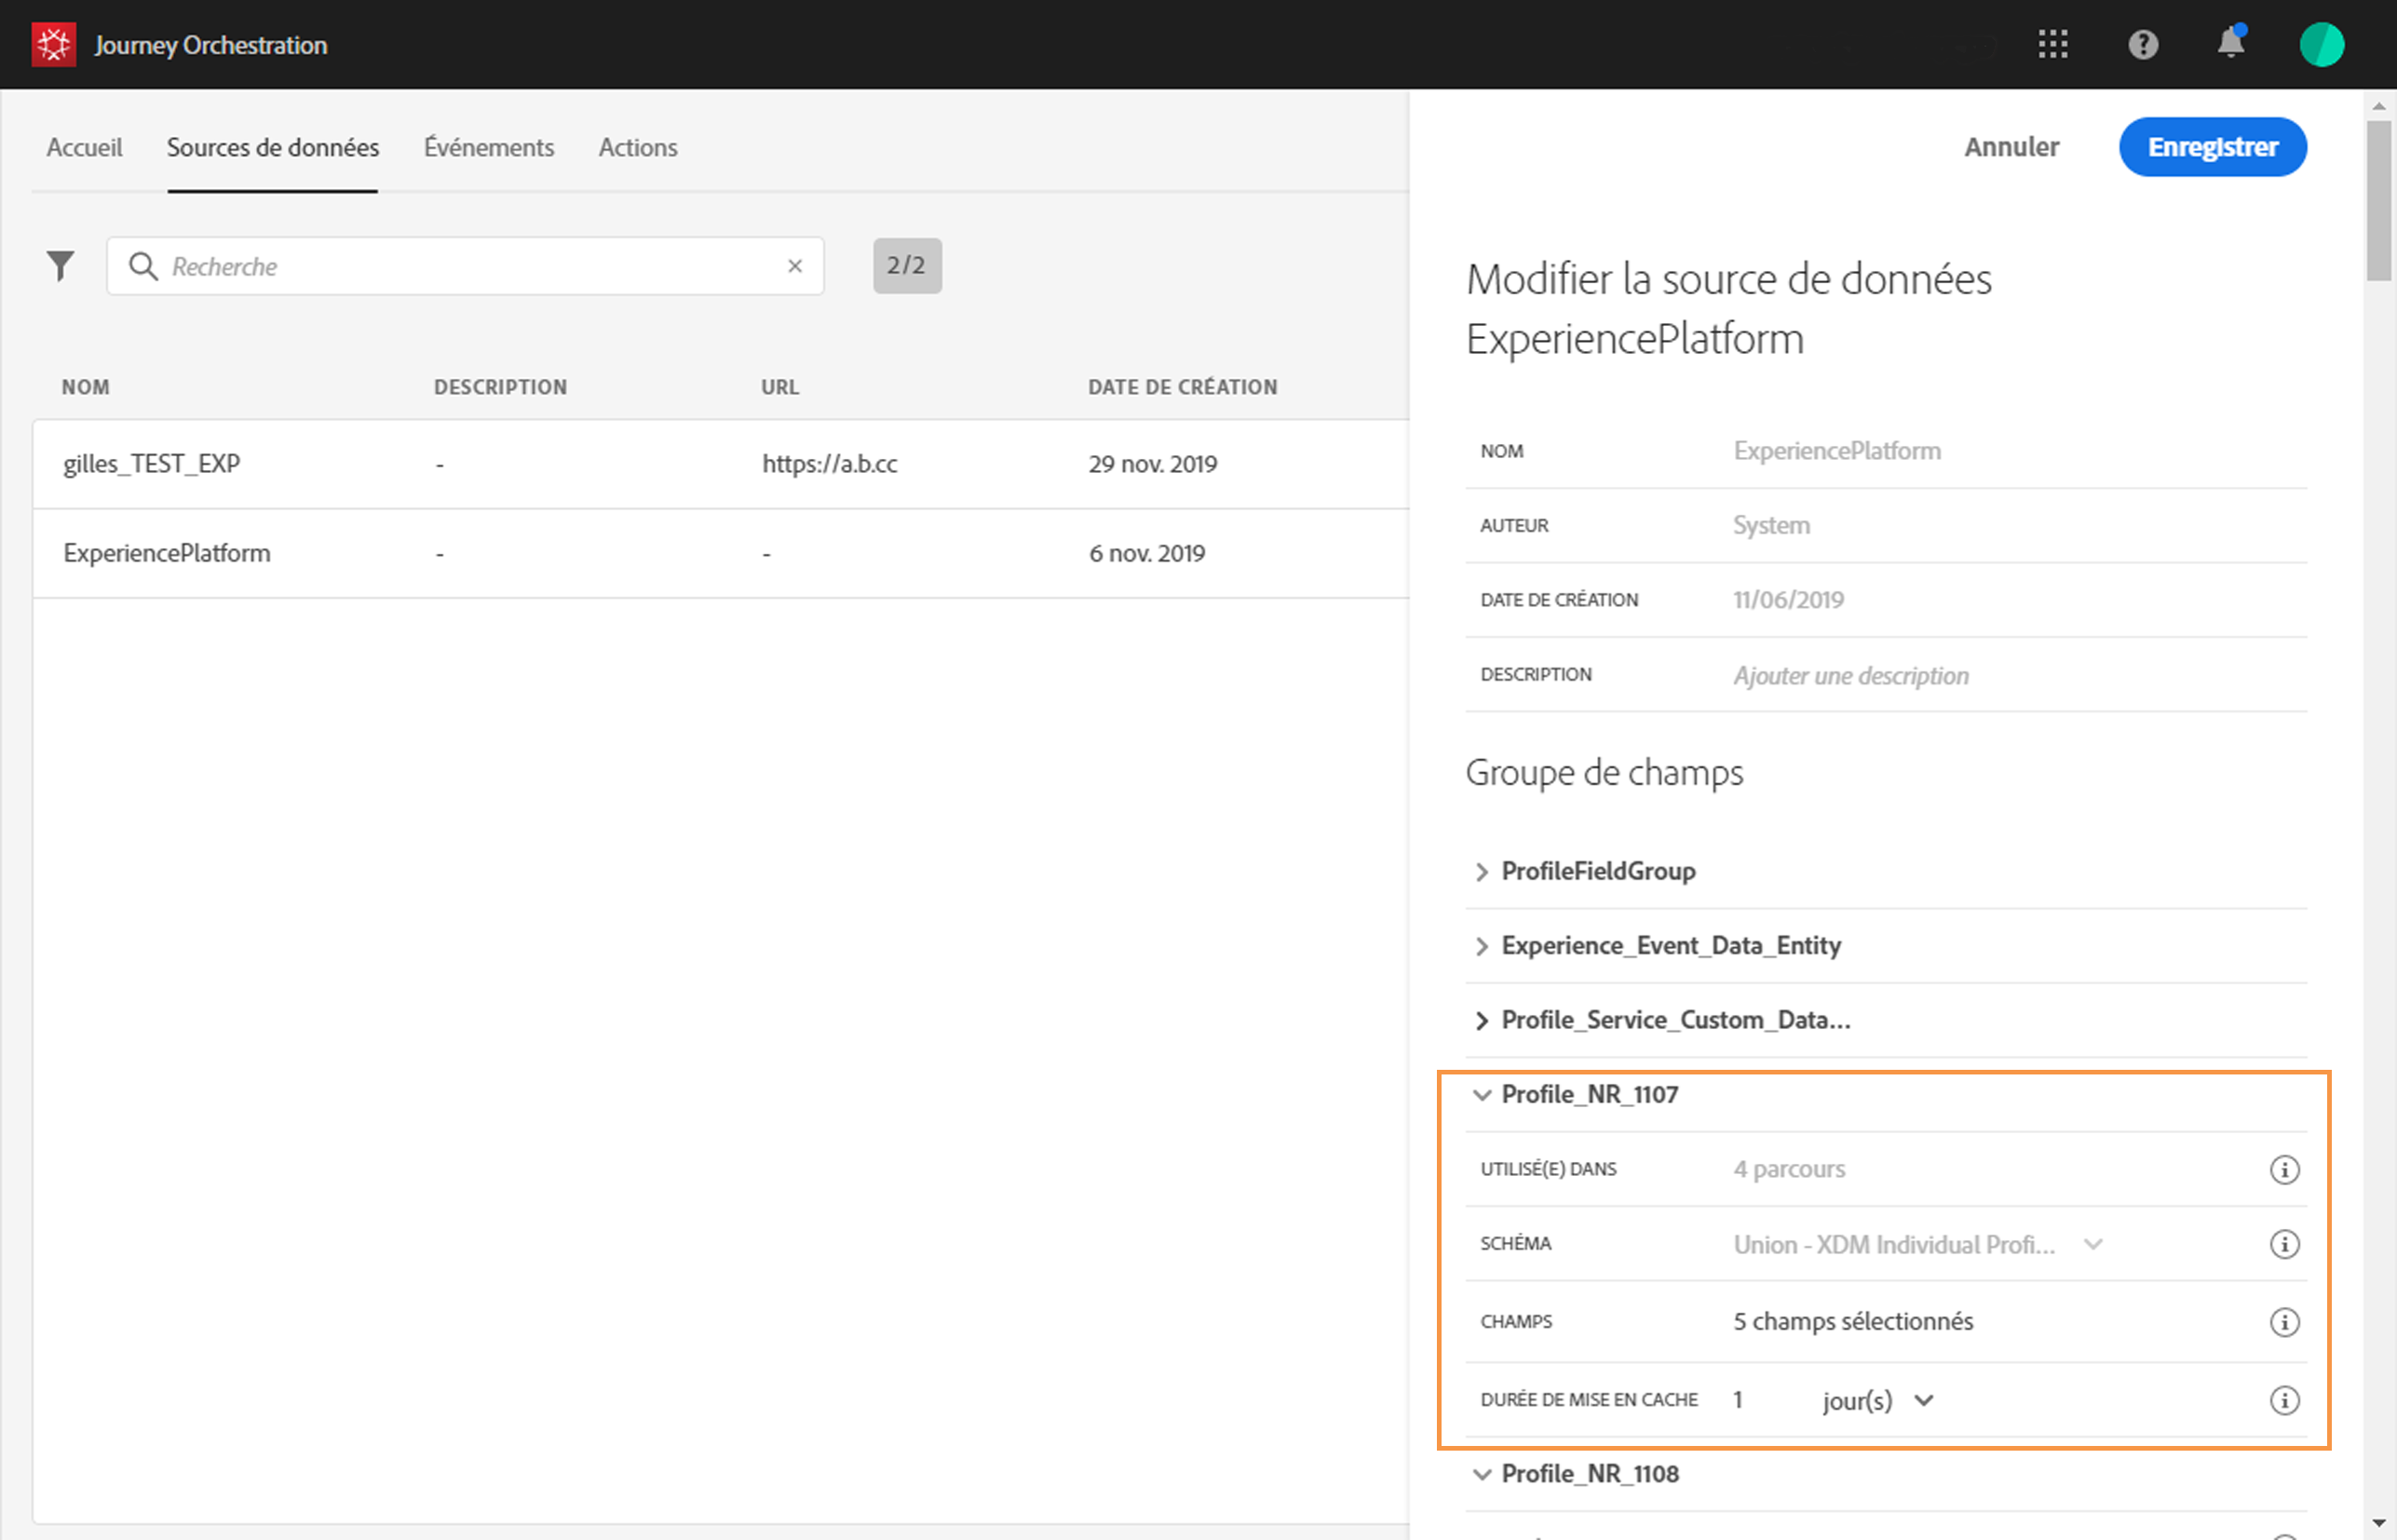 Journey Orchestration
Accueil Sources de données Événements Actions
Annuler Enregistrer
Recherche 2/2
Modifier la source de données
ExperiencePlatform
NOM DESCRIPTION URL DATE DE CRÉATION
gilles_TEST_EXP - https://a.b.cc 29 nov. 2019
ExperiencePlatform - - 6 nov. 2019
NOM ExperiencePlatform
AUTEUR System
DATE DE CRÉATION 11/06/2019
DESCRIPTION Ajouter une description
Groupe de champs
ProfileFieldGroup
Experience_Event_Data_Entity
Profile_Service_Custom_Data...
Profile_NR_1107
UTILISÉ(E) DANS 4 parcours
SCHÉMA Union - XDM Individual Profi...
CHAMPS 5 champs sélectionnés
DURÉE DE MISE EN CACHE 1 jour(s)
Profile_NR_1108